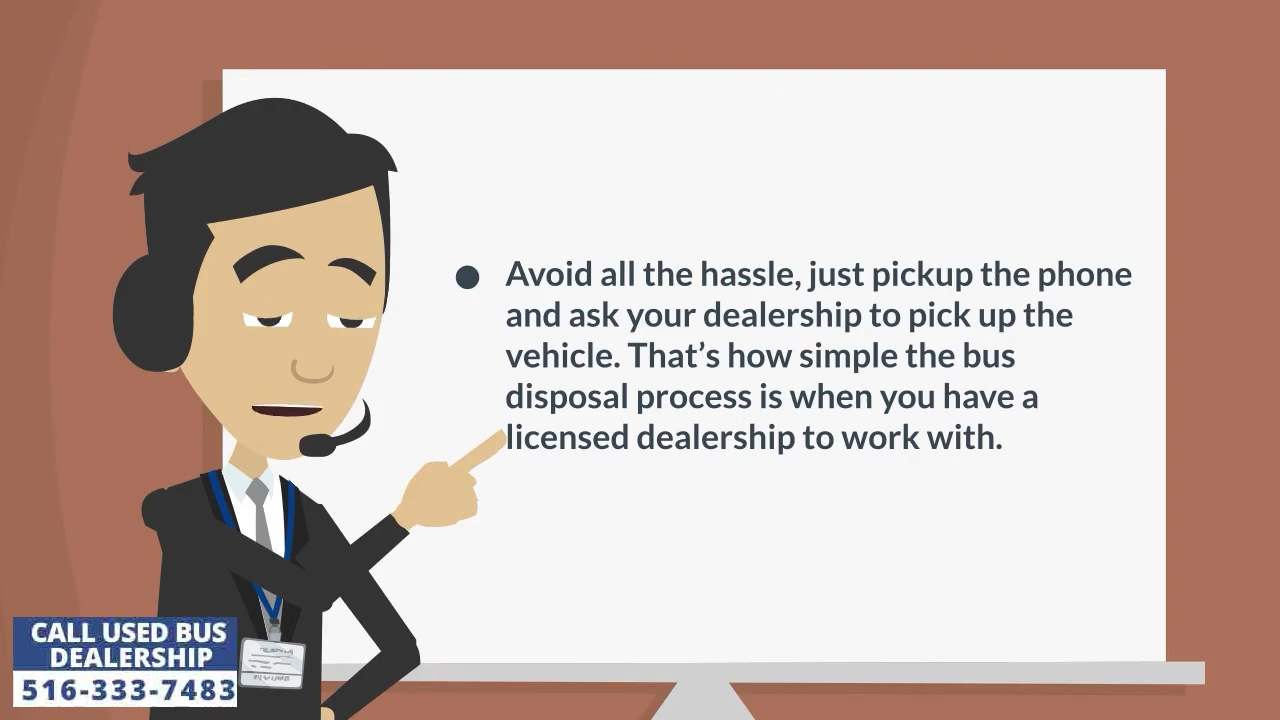 Avoid all the hassle, just pickup the phone
and ask your dealership to pick up the
vehicle. That’s how simple the bus
disposal process is when you have a
licensed dealership to work with.
CALL USED BUS
DEALERSHIP
516-333-7483